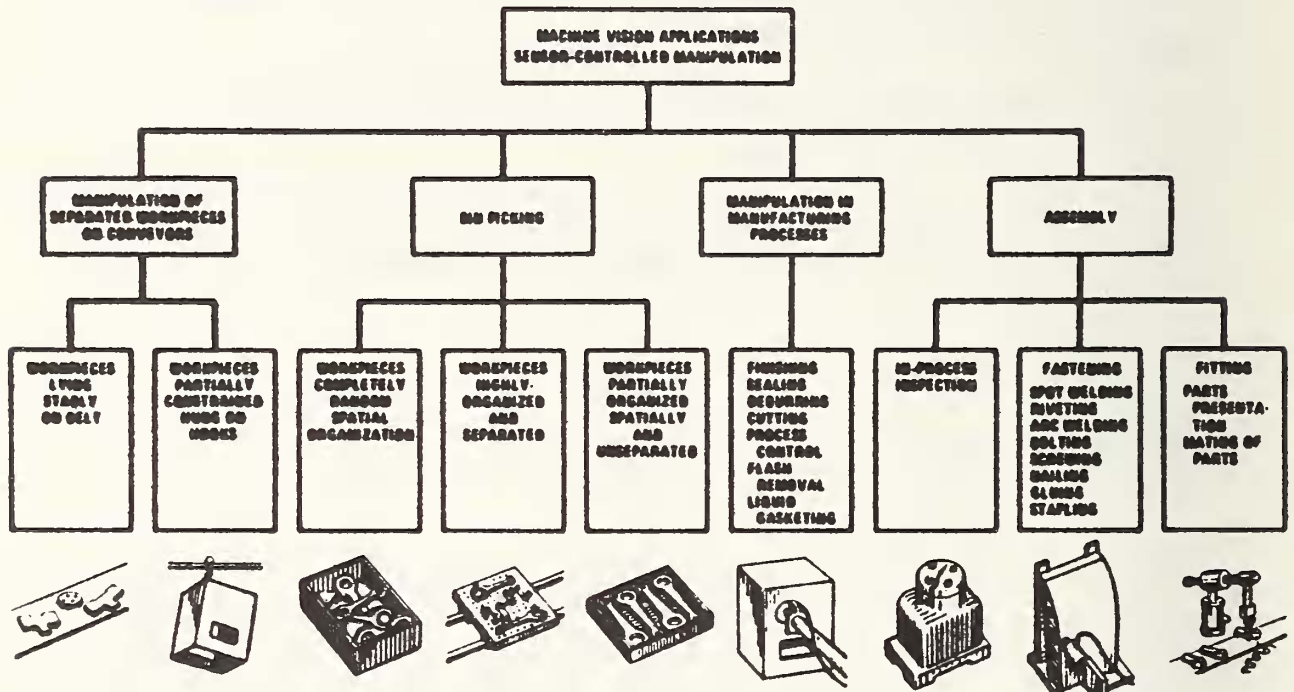 MACHINE VISION APPLICATIONS
SENSOR-CONTROLLED MANIPULATION
MANIPULATION OF
SEPARATED WORKPIECES
ON CONVEYORS
BIN PICKING
MANIPULATION IN
MANUFACTURING
PROCESSES
ASSEMBLY
WORKPIECES
LYING
STABLY
ON BELT
WORKPIECES
PARTIALLY
CONSTRAINED
HUNG ON
HOOKS
WORKPIECES
COMPLETELY
RANDOM
SPATIAL
ORGANIZATION
WORKPIECES
HIGHLY-
ORGANIZED
AND
SEPARATED
WORKPIECES
PARTIALLY
ORGANIZED
SPATIALLY
AND
UNSEPARATED
FINISHING
SEALING
DEBURRING
CUTTING
PROCESS
CONTROL
FLASH
REMOVAL
LIQUID
GASKETING
IN-PROCESS
INSPECTION
FASTENING
SPOT WELDING
RIVETING
ARC WELDING
BOLTING
SCREWING
NAILING
GLUING
STAPLING
FITTING
PARTS
PRESENTA-
TION
MATING OF
PARTS